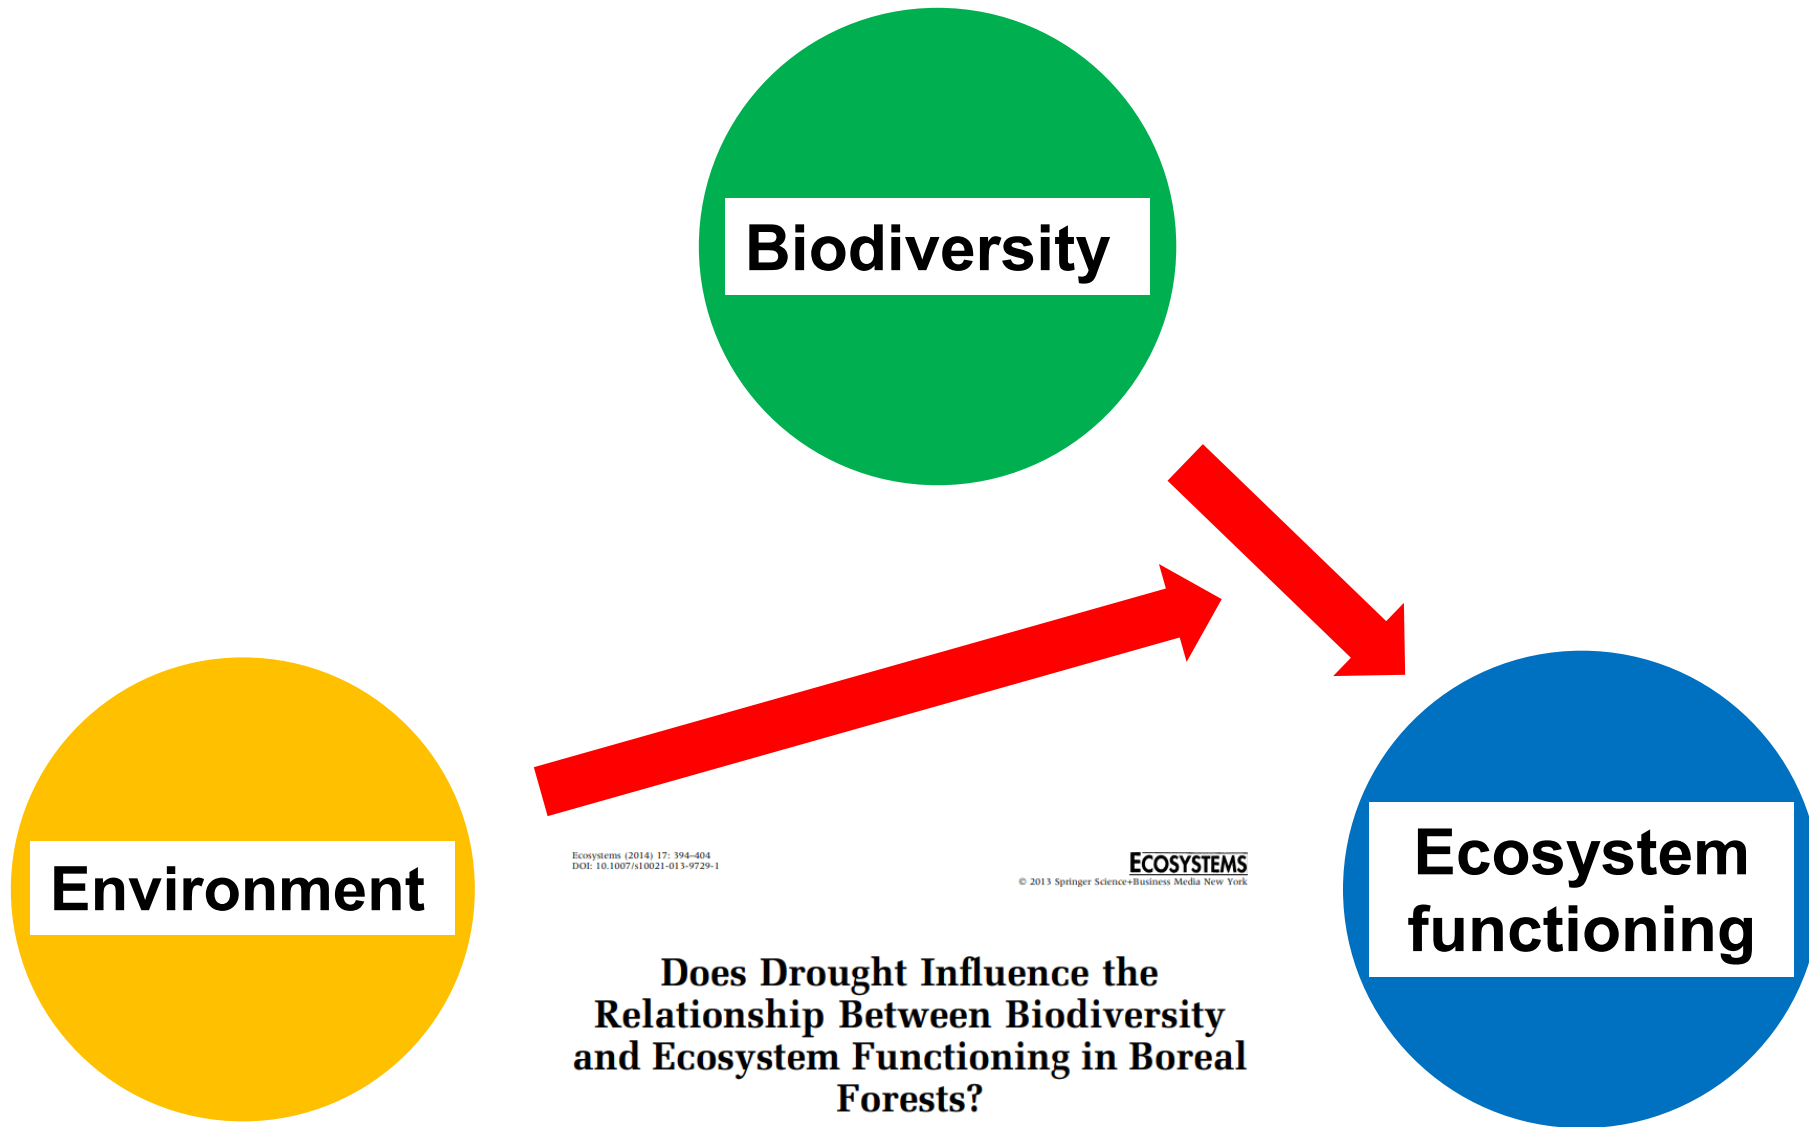 Biodiversity
Environment
Ecosystem
functioning
Ecosystems (2014) 17: 394–404
DOI: 10.1007/s10021-013-9729-1
ECOSYSTEMS
© 2013 Springer Science+Business Media New York
Does Drought Influence the
Relationship Between Biodiversity
and Ecosystem Functioning in Boreal
Forests?